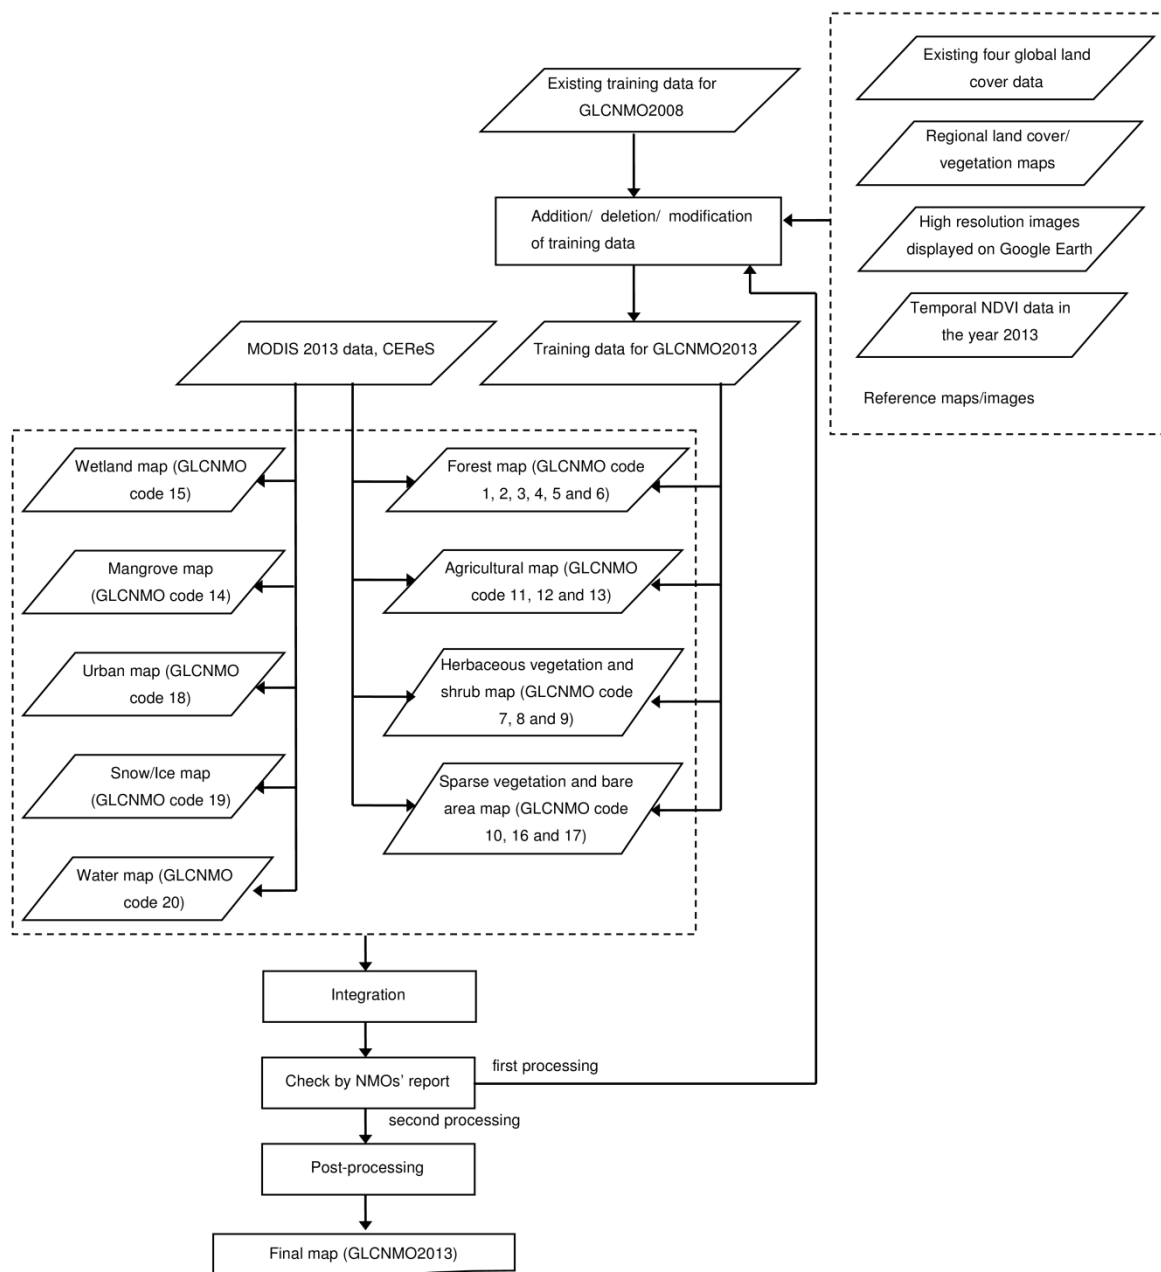 Existing four global land
cover data
Existing training data for
GLCNMO2008
Regional land cover/
vegetation maps
Addition/ deletion/ modification
of training data
High resolution images
displayed on Google Earth
Temporal NDVI data in
the year 2013
MODIS 2013 data, CEReS
Training data for GLCNMO2013
Reference maps/images
Wetland map (GLCNMO
code 15)
Forest map (GLCNMO code
1, 2, 3, 4, 5 and 6)
Mangrove map
(GLCNMO code 14)
Agricultural map (GLCNMO
code 11, 12 and 13)
Urban map (GLCNMO
code 18)
Herbaceous vegetation and
shrub map (GLCNMO code
7, 8 and 9)
Snow/Ice map
(GLCNMO code 19)
Sparse vegetation and bare
area map (GLCNMO code
10, 16 and 17)
Water map (GLCNMO
code 20)
Integration
Check by NMOs’ report
first processing
second processing
Post-processing
Final map (GLCNMO2013)